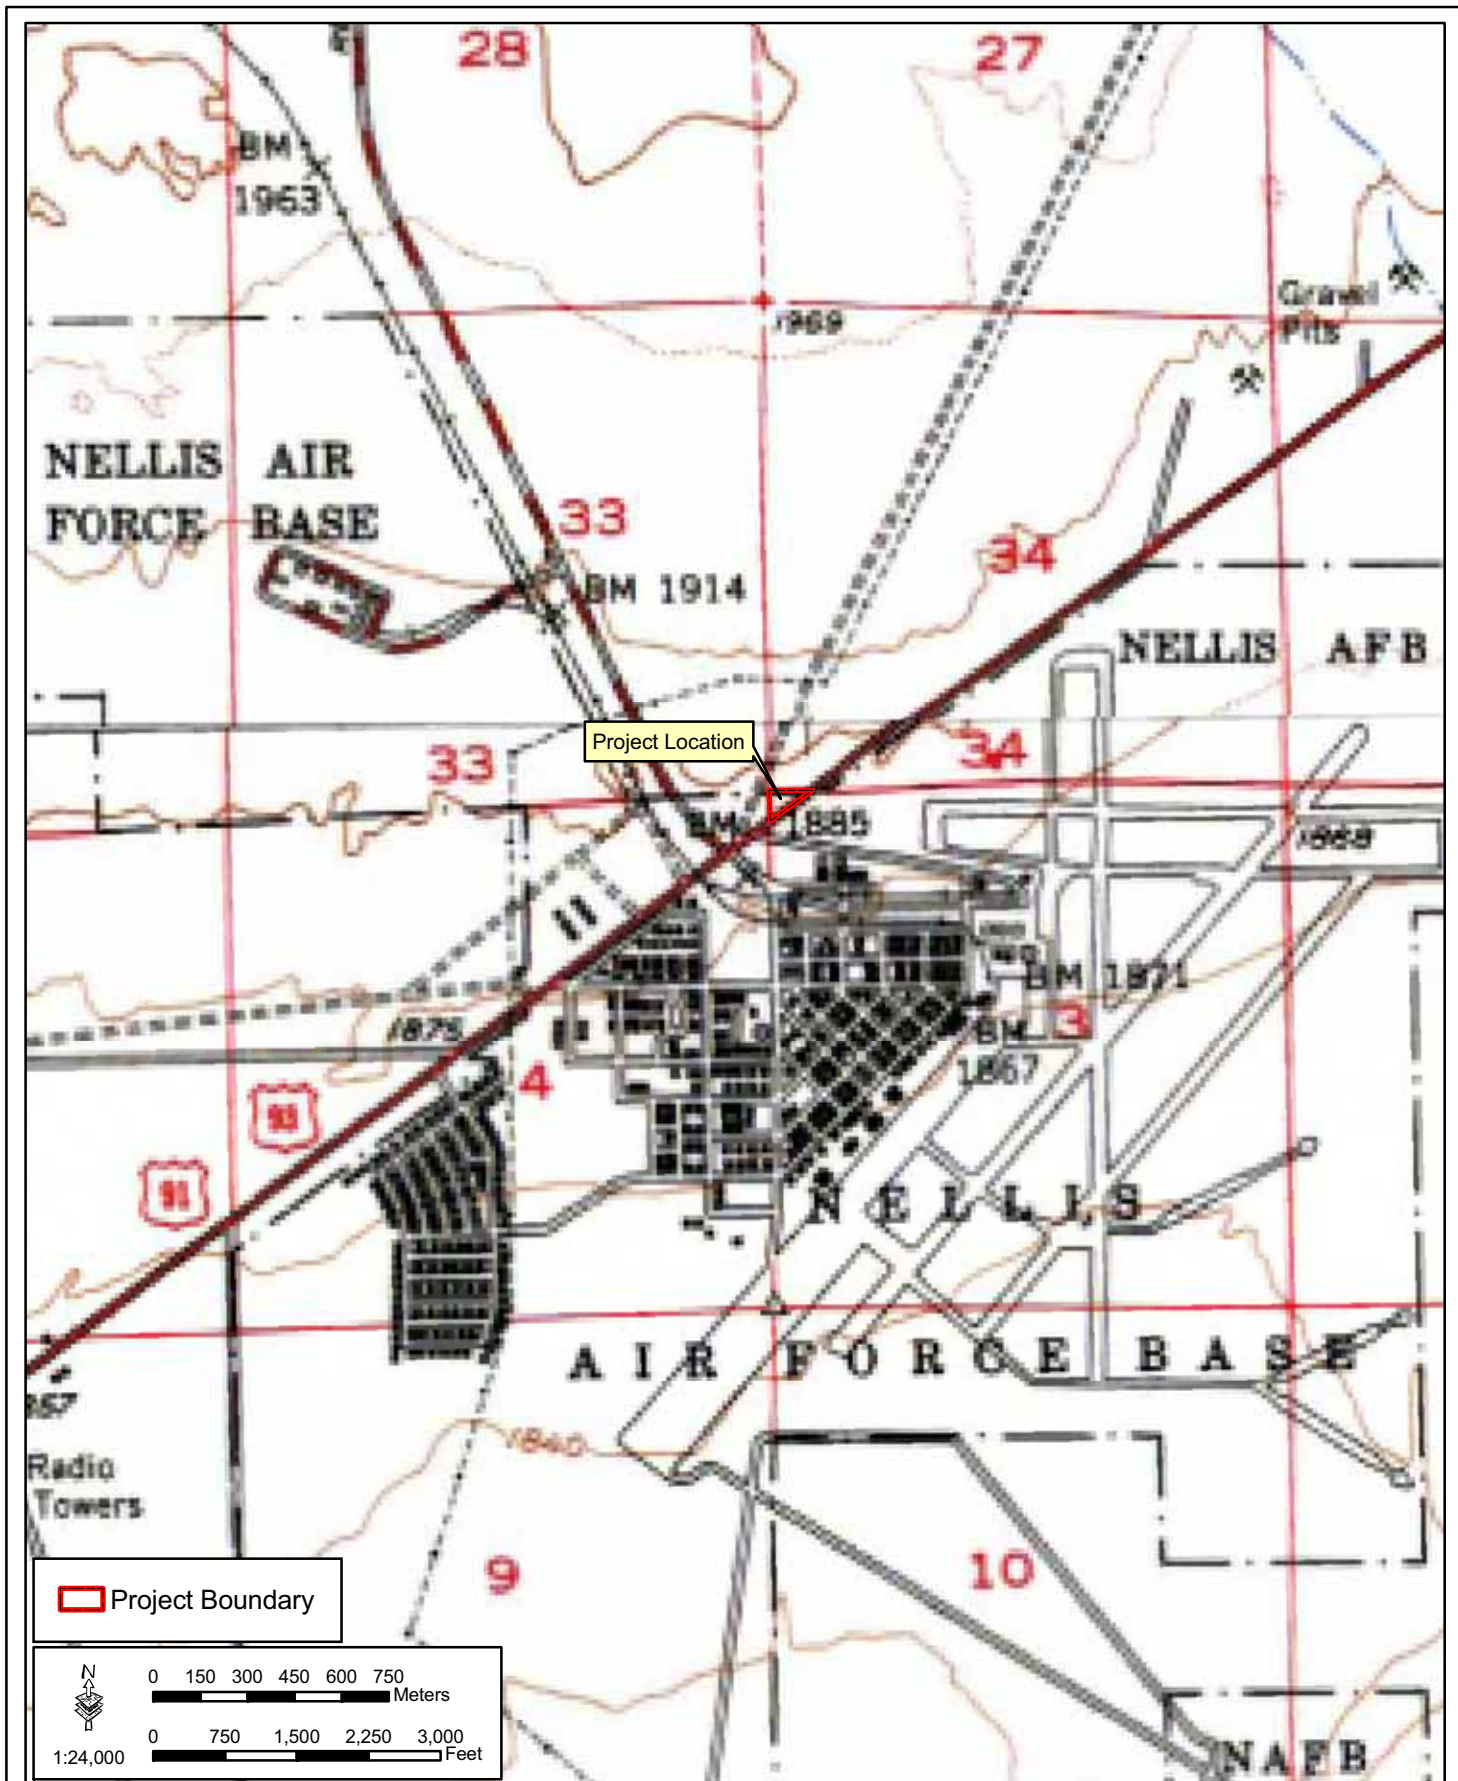 28
27
BM
1963
Gravel
Pits
1969
NELLIS AIR
FORCE BASE
33
34
BM 1914
NELLIS AFB
Project Location
33
34
BM 1885
1868
BM 1871
1875
3
BM
1867
4
93
91
NELLIS
AIR FORCE BASE
1840
Radio
Towers
9
10
Project Boundary
N
0 150 300 450 600 750
Meters
0 750 1,500 2,250 3,000
Feet
1:24,000
NAFB